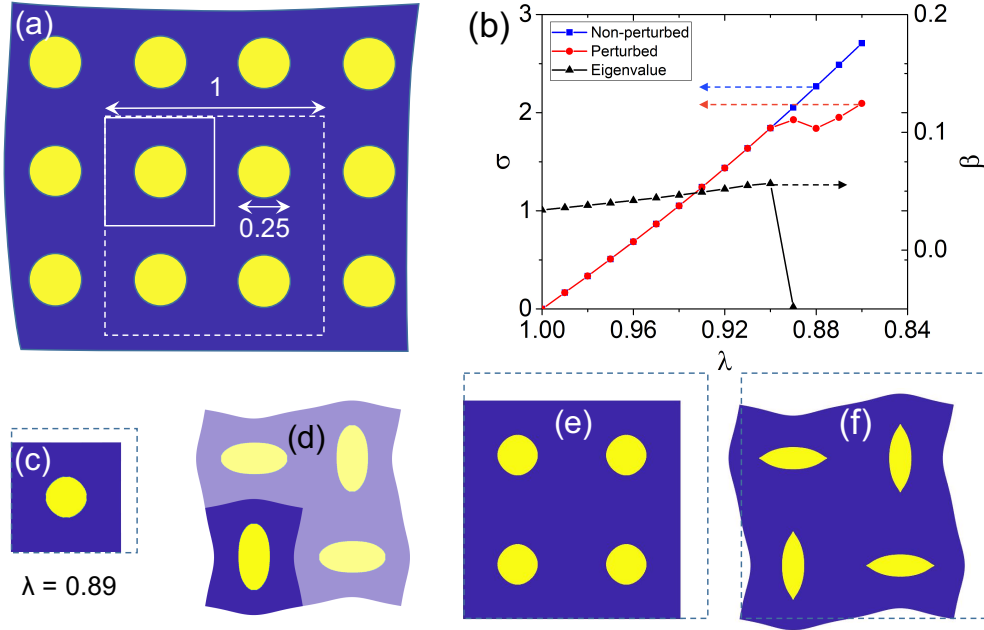 (a)
1
0.25
(b)
Non-perturbed
Perturbed
Eigenvalue
3
2
1
0
σ
0.2
0.1
0.0
β
1.00 0.96 0.92 0.88 0.84
λ
(c)
λ = 0.89
(d)
(e)
(f)